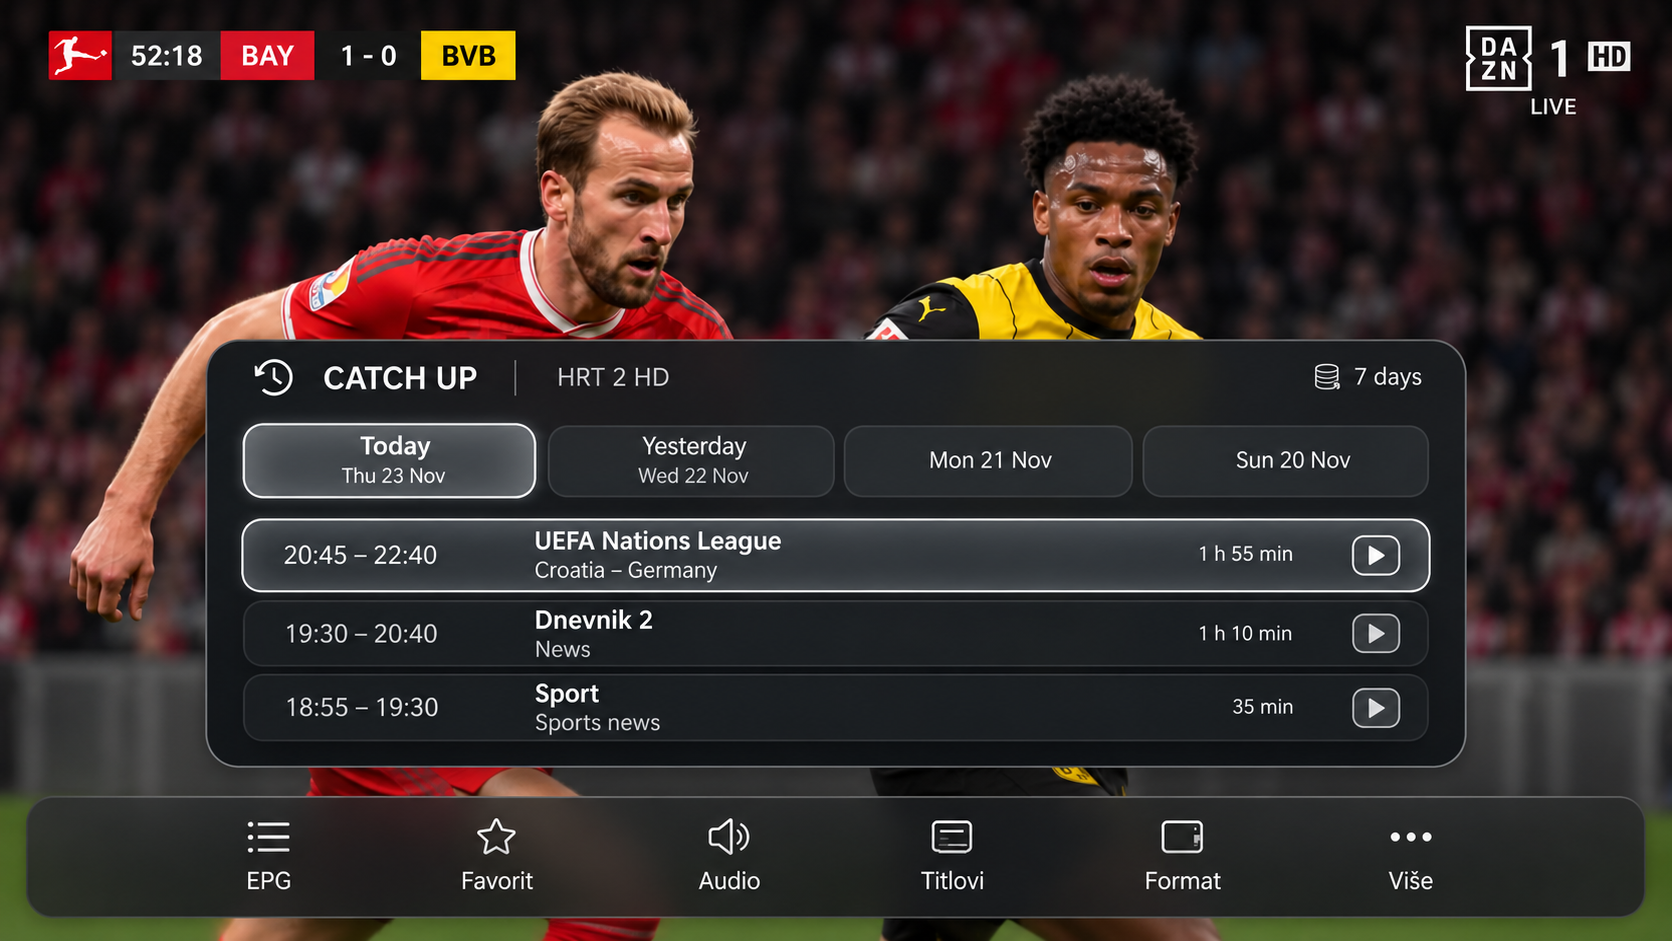 52:18 BAY 1 - 0 BVB
DA
ZN 1 HD
LIVE
CATCH UP HRT 2 HD 7 days
Today
Thu 23 Nov
Yesterday
Wed 22 Nov
Mon 21 Nov
Sun 20 Nov
20:45 – 22:40
UEFA Nations League
Croatia – Germany
1 h 55 min
19:30 – 20:40
Dnevnik 2
News
1 h 10 min
18:55 – 19:30
Sport
Sports news
35 min
EPG Favorit Audio Titlovi Format Više